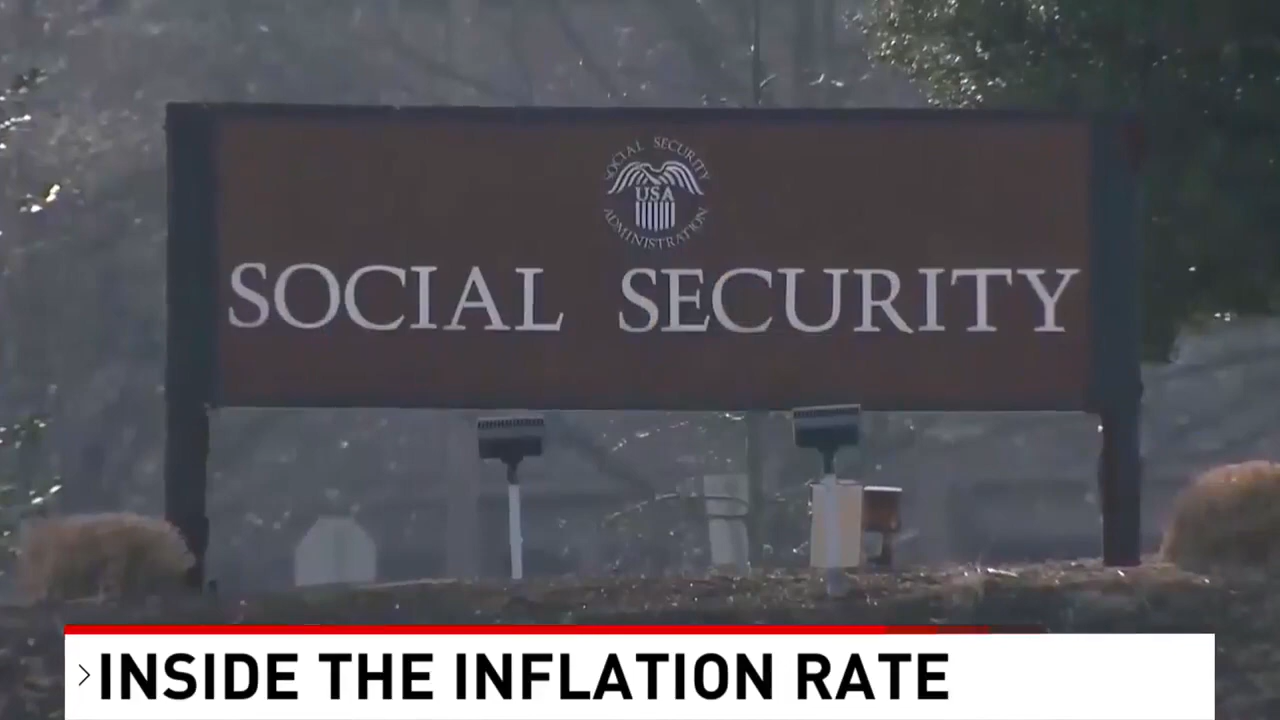 SOCIAL SECURITY
USA
ADMINISTRATION
SOCIAL SECURITY
INSIDE THE INFLATION RATE